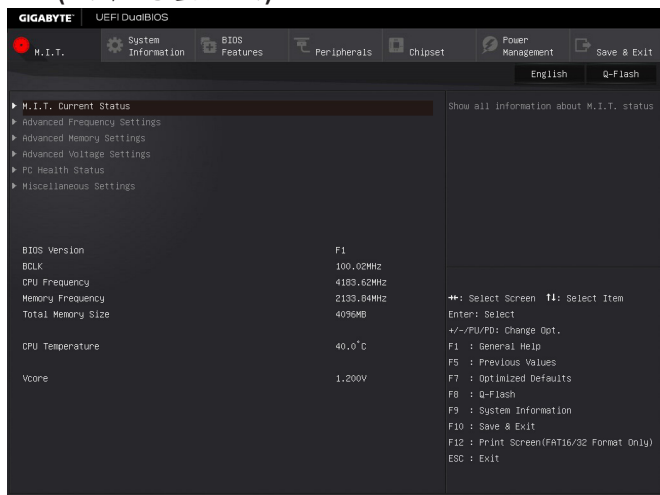 GIGABYTE™ UEFI DualBIOS
M.I.T.
System Information
BIOS Features
Peripherals
Chipset
Power Management
Save & Exit
English Q-Flash
M.I.T. Current Status
Advanced Frequency Settings
Advanced Memory Settings
Advanced Voltage Settings
PC Health Status
Miscellaneous Settings
Show all information about M.I.T. status
BIOS Version F1
BCLK 100.02MHz
CPU Frequency 4183.62MHz
Memory Frequency 2133.84MHz
Total Memory Size 4096MB
CPU Temperature 40.0°C
Vcore 1.200V
→←: Select Screen ↑↓: Select Item
Enter: Select
+/-/PU/PD: Change Opt.
F1 : General Help
F5 : Previous Values
F7 : Optimized Defaults
F8 : Q-Flash
F9 : System Information
F10 : Save & Exit
F12 : Print Screen(FAT16/32 Format Only)
ESC : Exit